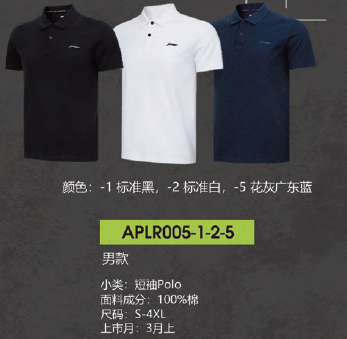 颜色：-1 标准黑，-2 标准白，-5 花灰广东蓝
APLR005-1-2-5
男款
小类：短袖Polo
面料成分：100%棉
尺码：S-4XL
上市月：3月上